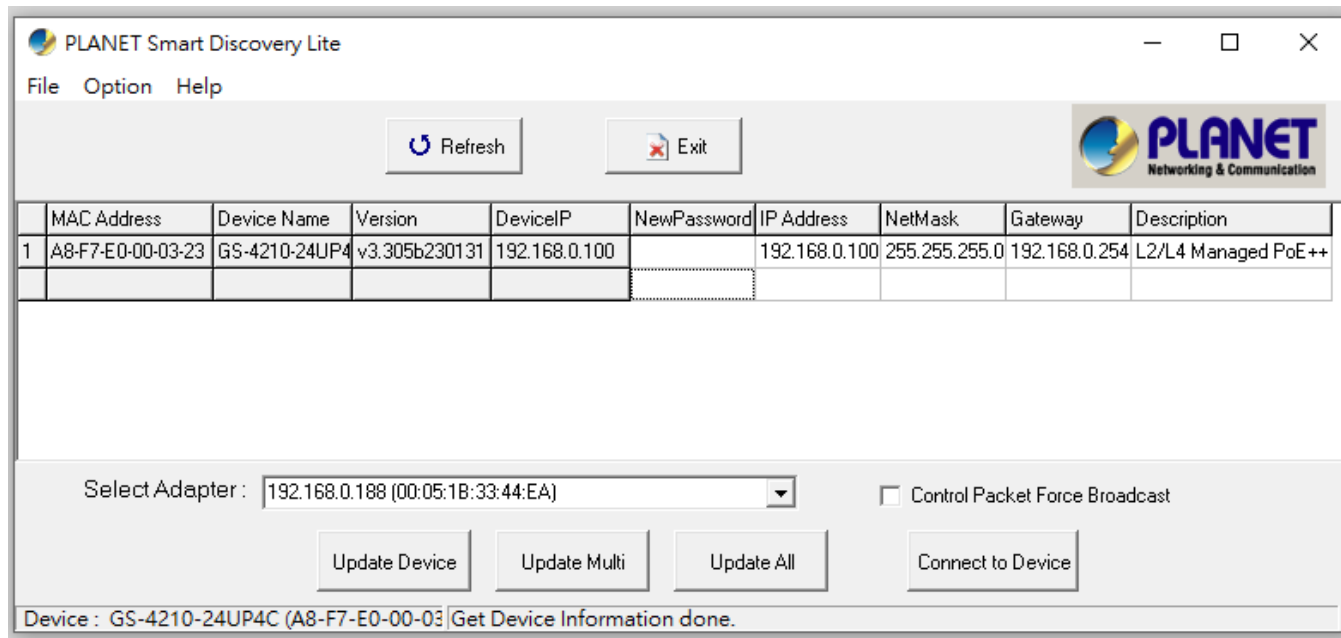 PLANET Smart Discovery Lite
File Option Help
Refresh Exit
PLANET
Networking & Communication
MAC Address Device Name Version DeviceIP NewPassword IP Address NetMask Gateway Description
1 A8-F7-E0-00-03-23 GS-4210-24UP4 v3.305b230131 192.168.0.100 192.168.0.100 255.255.255.0 192.168.0.254 L2/L4 Managed PoE++
Select Adapter : 192.168.0.188 (00:05:1B:33:44:EA) Control Packet Force Broadcast
Update Device Update Multi Update All Connect to Device
Device : GS-4210-24UP4C (A8-F7-E0-00-03 Get Device Information done.